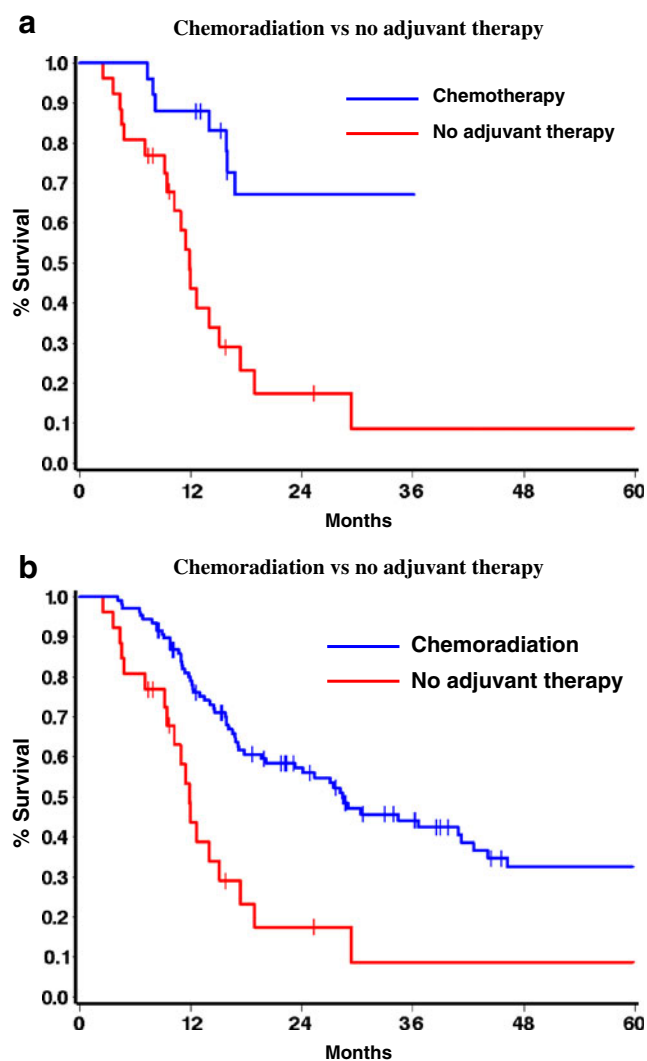 a
Chemoradiation vs no adjuvant therapy
1.0
0.9
0.8
0.7
0.6
0.5
0.4
0.3
0.2
0.1
0.0
% Survival
Chemotherapy
No adjuvant therapy
0 12 24 36 48 60
Months
b
Chemoradiation vs no adjuvant therapy
1.0
0.9
0.8
0.7
0.6
0.5
0.4
0.3
0.2
0.1
0.0
% Survival
Chemoradiation
No adjuvant therapy
0 12 24 36 48 60
Months